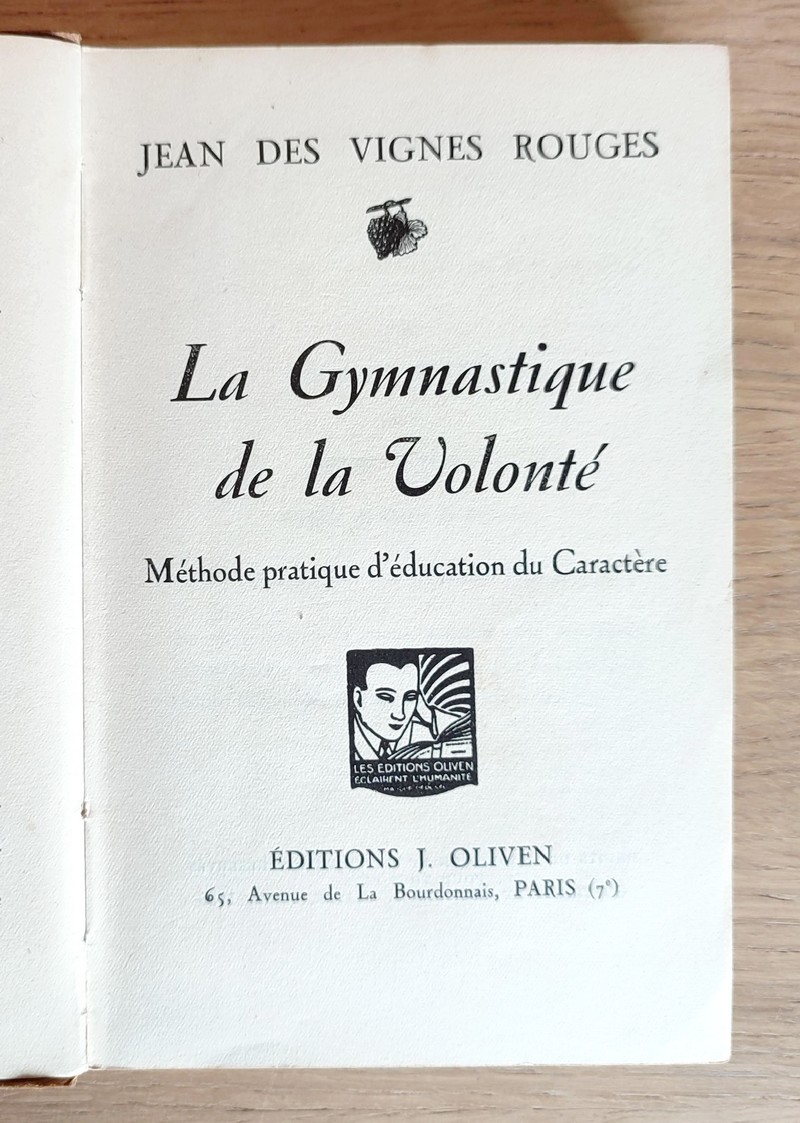 JEAN DES VIGNES ROUGES
La Gymnastique
de la Volonté
Méthode pratique d'éducation du Caractère
LES EDITIONS OLIVEN
ÉCLAIRENT L'HUMANITÉ
ÉDITIONS J. OLIVEN
65, Avenue de La Bourdonnais, PARIS (7e)